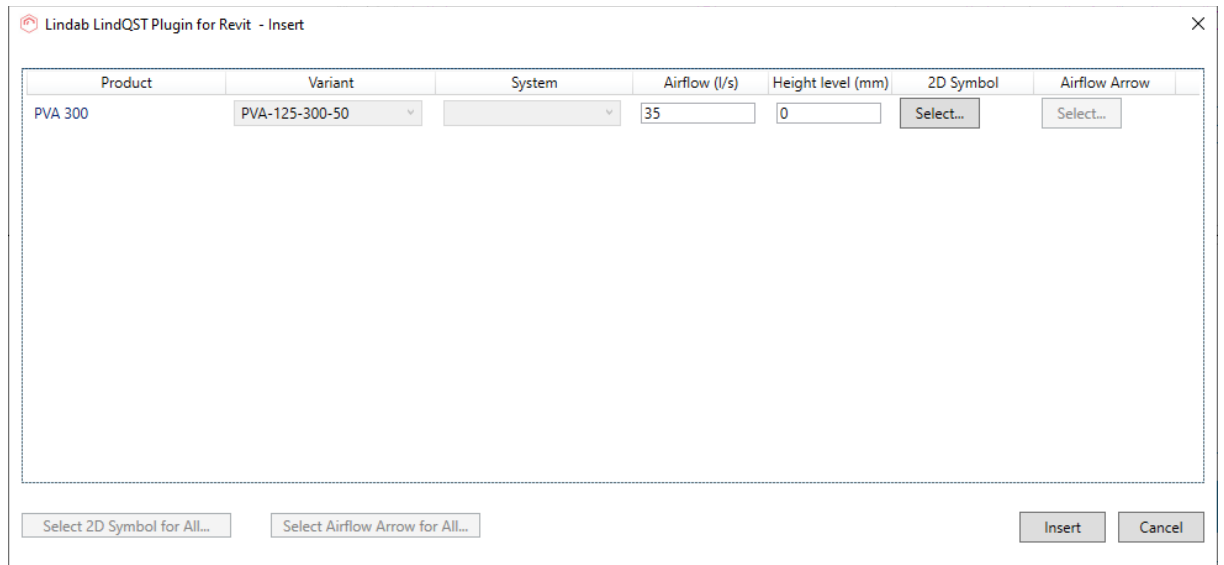 Lindab LindQST Plugin for Revit - Insert
Product Variant System Airflow (l/s) Height level (mm) 2D Symbol Airflow Arrow
PVA 300 PVA-125-300-50 35 0 Select... Select...
Select 2D Symbol for All... Select Airflow Arrow for All... Insert Cancel